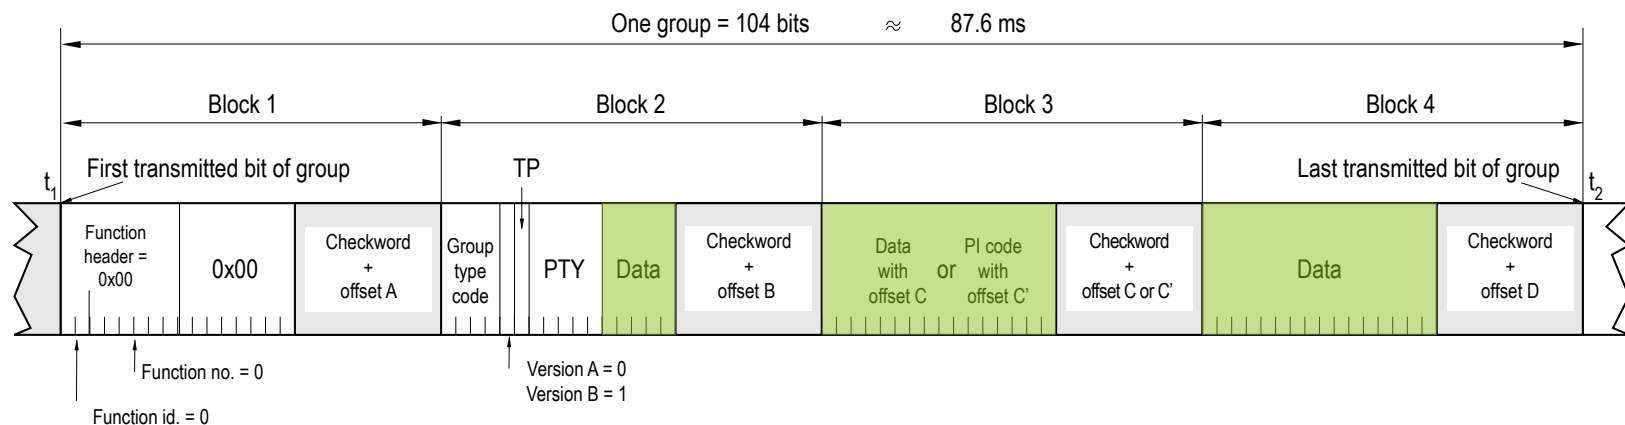 One group = 104 bits ≈ 87.6 ms
Block 1
Block 2
Block 3
Block 4
t1
First transmitted bit of group
TP
Last transmitted bit of group
t2
Function
header =
0x00
0x00
Checkword
+
offset A
Group
type
code
PTY
Data
Checkword
+
offset B
Data
with
offset C
or
PI code
with
offset C'
Checkword
+
offset C or C'
Data
Checkword
+
offset D
Function no. = 0
Function id. = 0
Version A = 0
Version B = 1